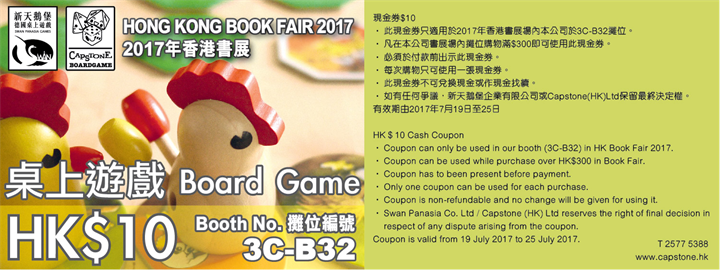 新天鵝堡
德國桌上遊戲
SWAN PANASIA GAMES
SWAN
CAPSTONE
BOARDGAME
HONG KONG BOOK FAIR 2017
2017年香港書展
桌上遊戲 Board Game
HK$10
Booth No. 攤位編號
3C-B32
現金券$10
· 此現金券只適用於2017年香港書展場內本公司於3C-B32攤位。
· 凡在本公司書展場內攤位購物滿$300即可使用此現金券。
· 必須於付款前出示此現金券。
· 每次購物只可使用一張現金券。
· 此現金券不可兌換現金或作現金找續。
· 如有任何爭議，新天鵝堡企業有限公司或Capstone(HK)Ltd保留最終決定權。
有效期由2017年7月19日至25日
HK $ 10 Cash Coupon
· Coupon can only be used in our booth (3C-B32) in HK Book Fair 2017.
· Coupon can be used while purchase over HK$300 in Book Fair.
· Coupon has to be present before payment.
· Only one coupon can be used for each purchase.
· Coupon is non-refundable and no change will be given for using it.
· Swan Panasia Co. Ltd / Capstone (HK) Ltd reserves the right of final decision in
respect of any dispute arising from the coupon.
Coupon is valid from 19 July 2017 to 25 July 2017.
T 2577 5388
www.capstone.hk